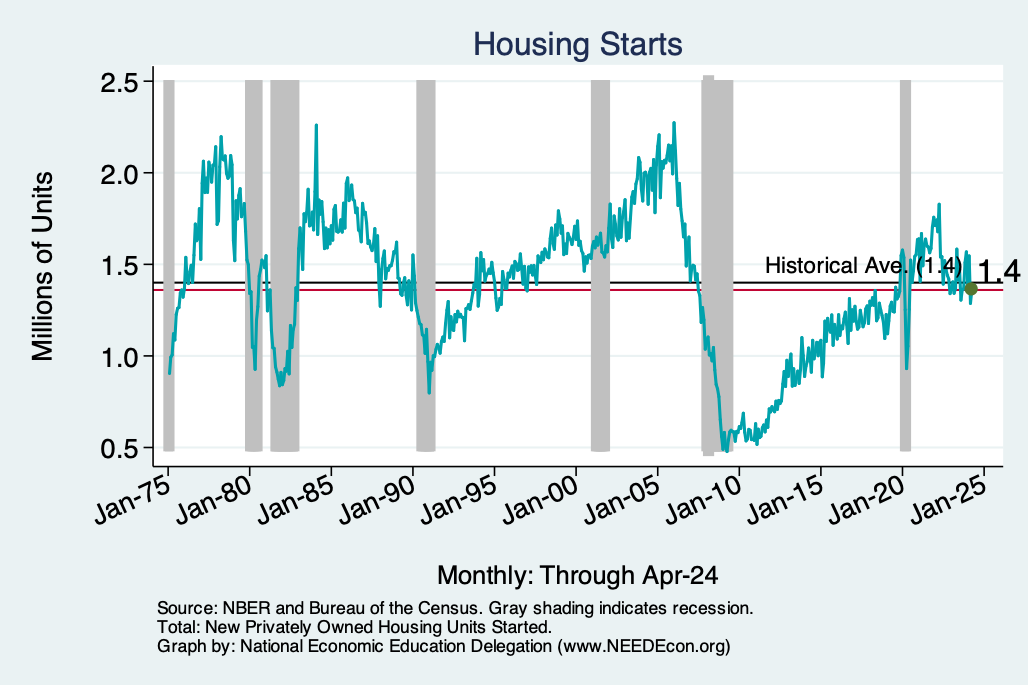 Housing Starts
Millions of Units
2.5
2.0
1.5
1.0
0.5
Historical Ave. (1.4)
1.4
Jan-75
Jan-80
Jan-85
Jan-90
Jan-95
Jan-00
Jan-05
Jan-10
Jan-15
Jan-20
Jan-25
Monthly: Through Apr-24
Source: NBER and Bureau of the Census. Gray shading indicates recession.
Total: New Privately Owned Housing Units Started.
Graph by: National Economic Education Delegation (www.NEEDEcon.org)